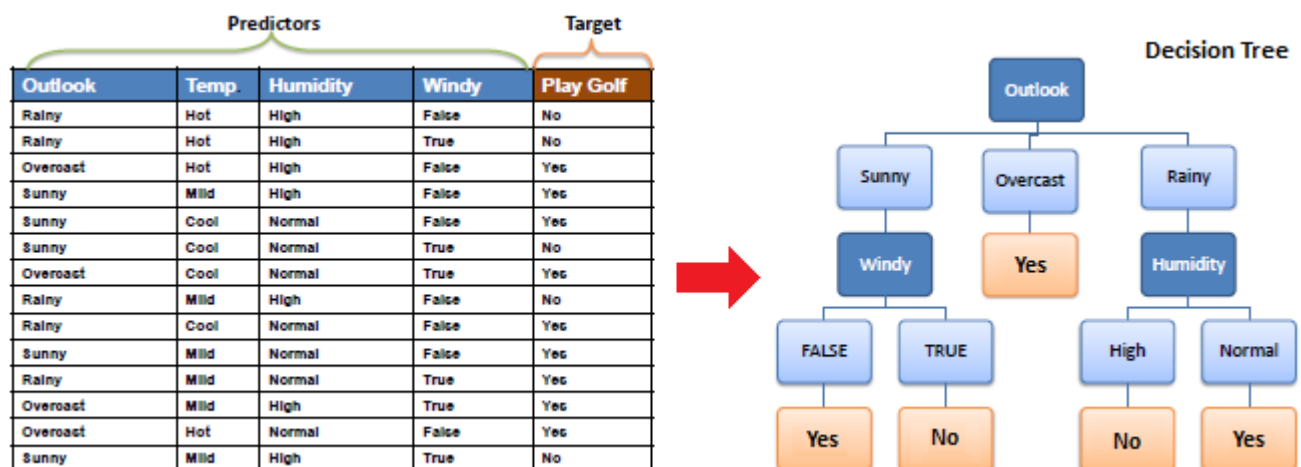 Predictors Target
Outlook Temp. Humidity Windy Play Golf
Rainy Hot High False No
Rainy Hot High True No
Overcast Hot High False Yes
Sunny Mild High False Yes
Sunny Cool Normal False Yes
Sunny Cool Normal True No
Overcast Cool Normal True Yes
Rainy Mild High False No
Rainy Cool Normal False Yes
Sunny Mild Normal False Yes
Rainy Mild Normal True Yes
Overcast Mild High True Yes
Overcast Hot Normal False Yes
Sunny Mild High True No
Decision Tree
Outlook
Sunny Overcast Rainy
Windy Yes Humidity
FALSE TRUE High Normal
Yes No No Yes